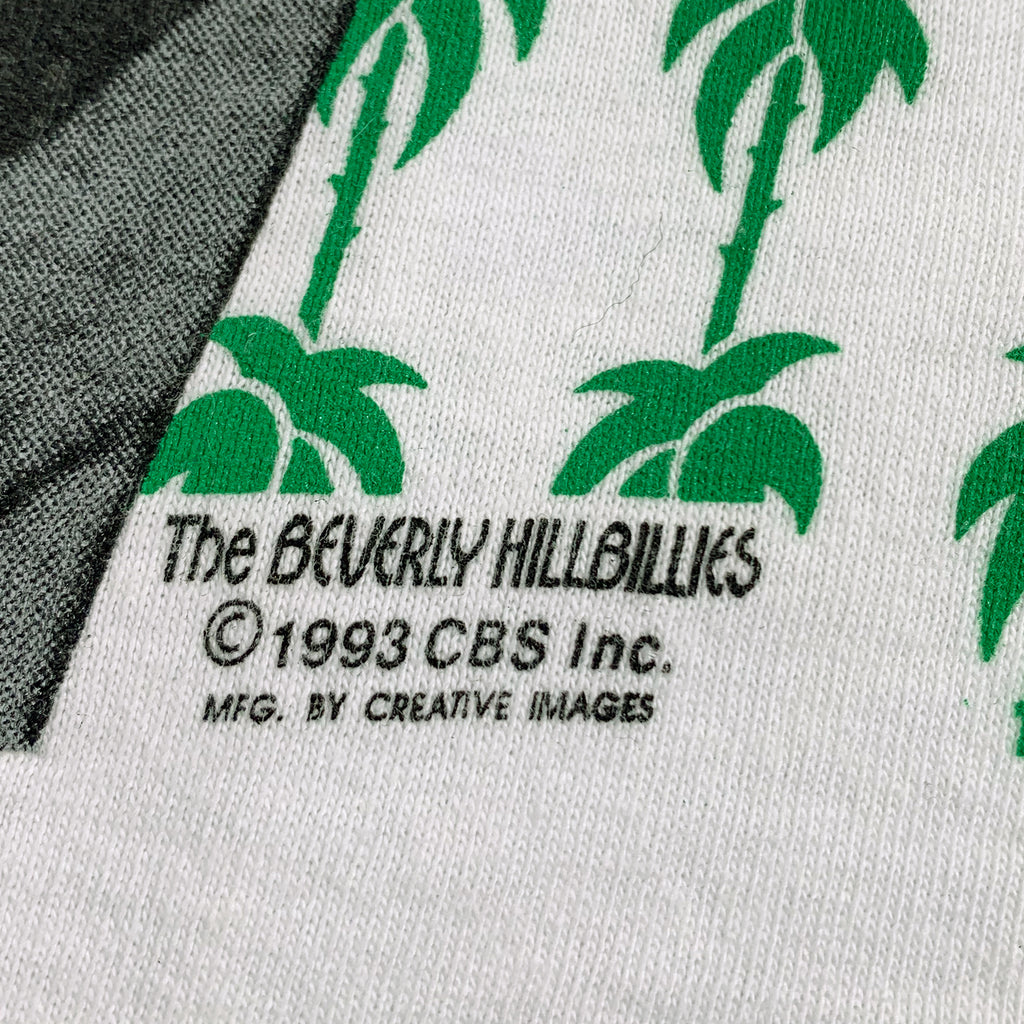 The BEVERLY HILLBILLIES
© 1993 CBS Inc.
MFG. BY CREATIVE IMAGES